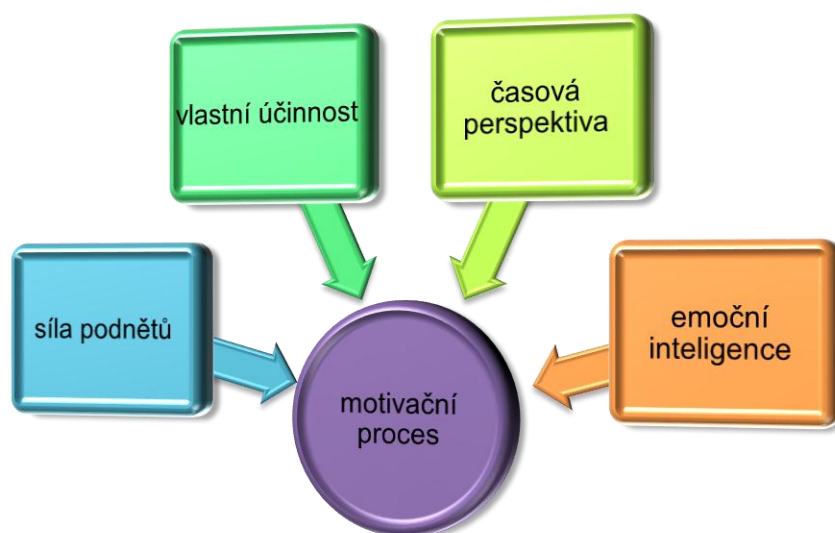 vlastní účinnost
časová
perspektiva
síla podnětů
emoční
inteligence
motivační
proces